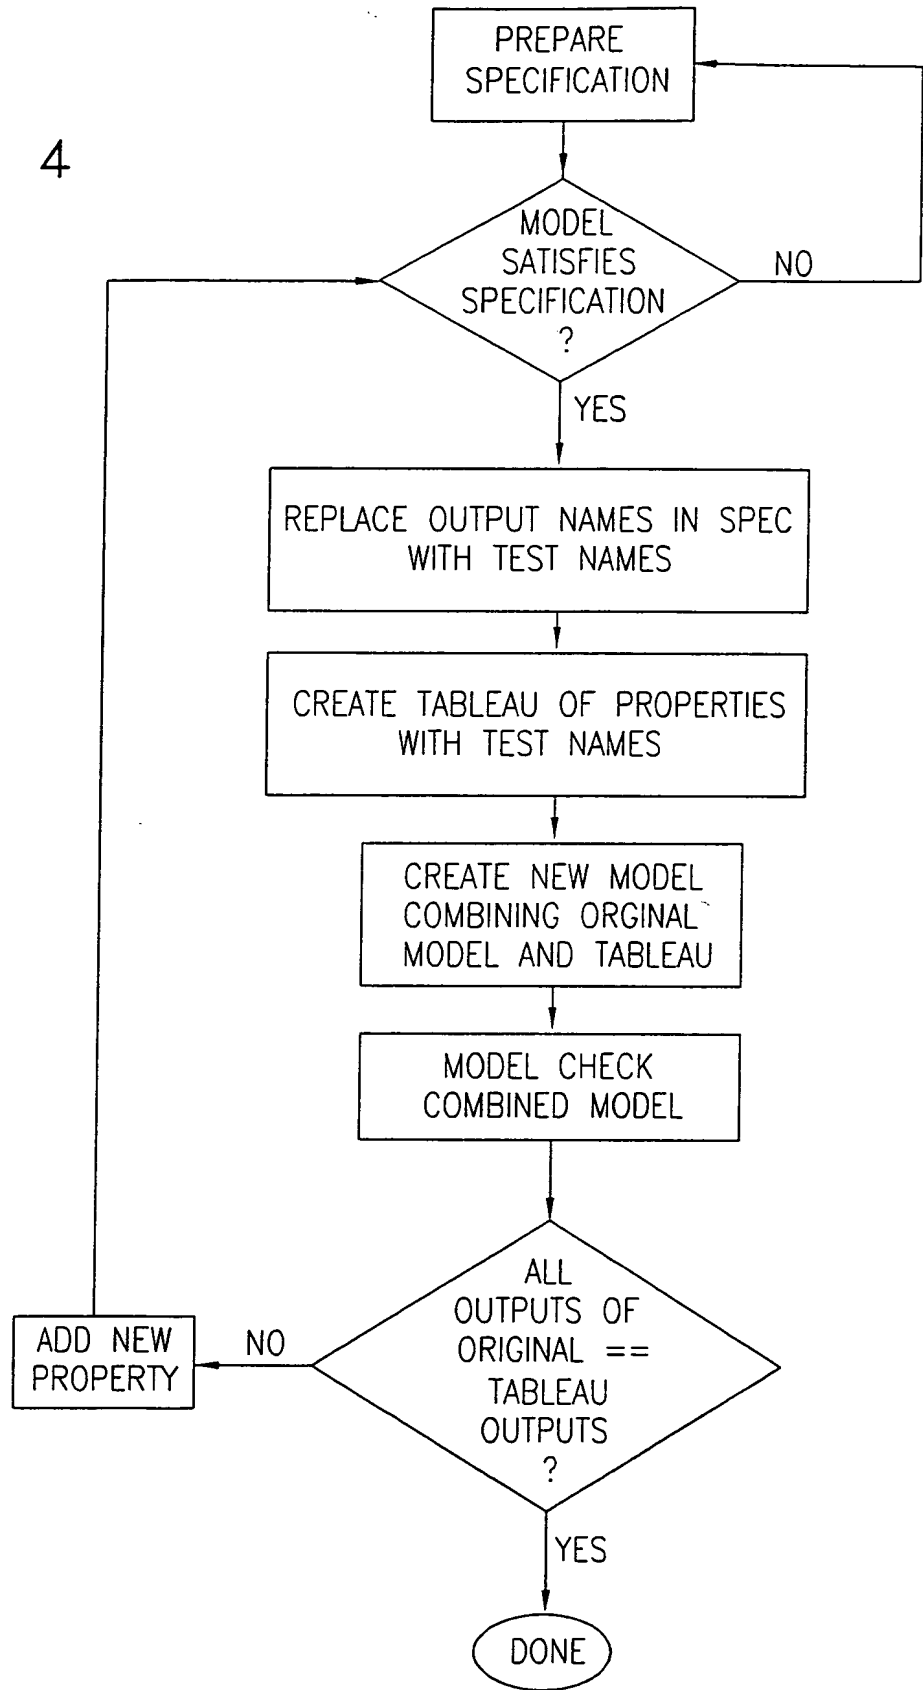 PREPARE
SPECIFICATION
4
MODEL
SATISFIES
SPECIFICATION
?
NO
YES
REPLACE OUTPUT NAMES IN SPEC
WITH TEST NAMES
CREATE TABLEAU OF PROPERTIES
WITH TEST NAMES
CREATE NEW MODEL
COMBINING ORGINAL
MODEL AND TABLEAU
MODEL CHECK
COMBINED MODEL
ALL
OUTPUTS OF
ORIGINAL ==
TABLEAU
OUTPUTS
?
NO
ADD NEW
PROPERTY
YES
DONE